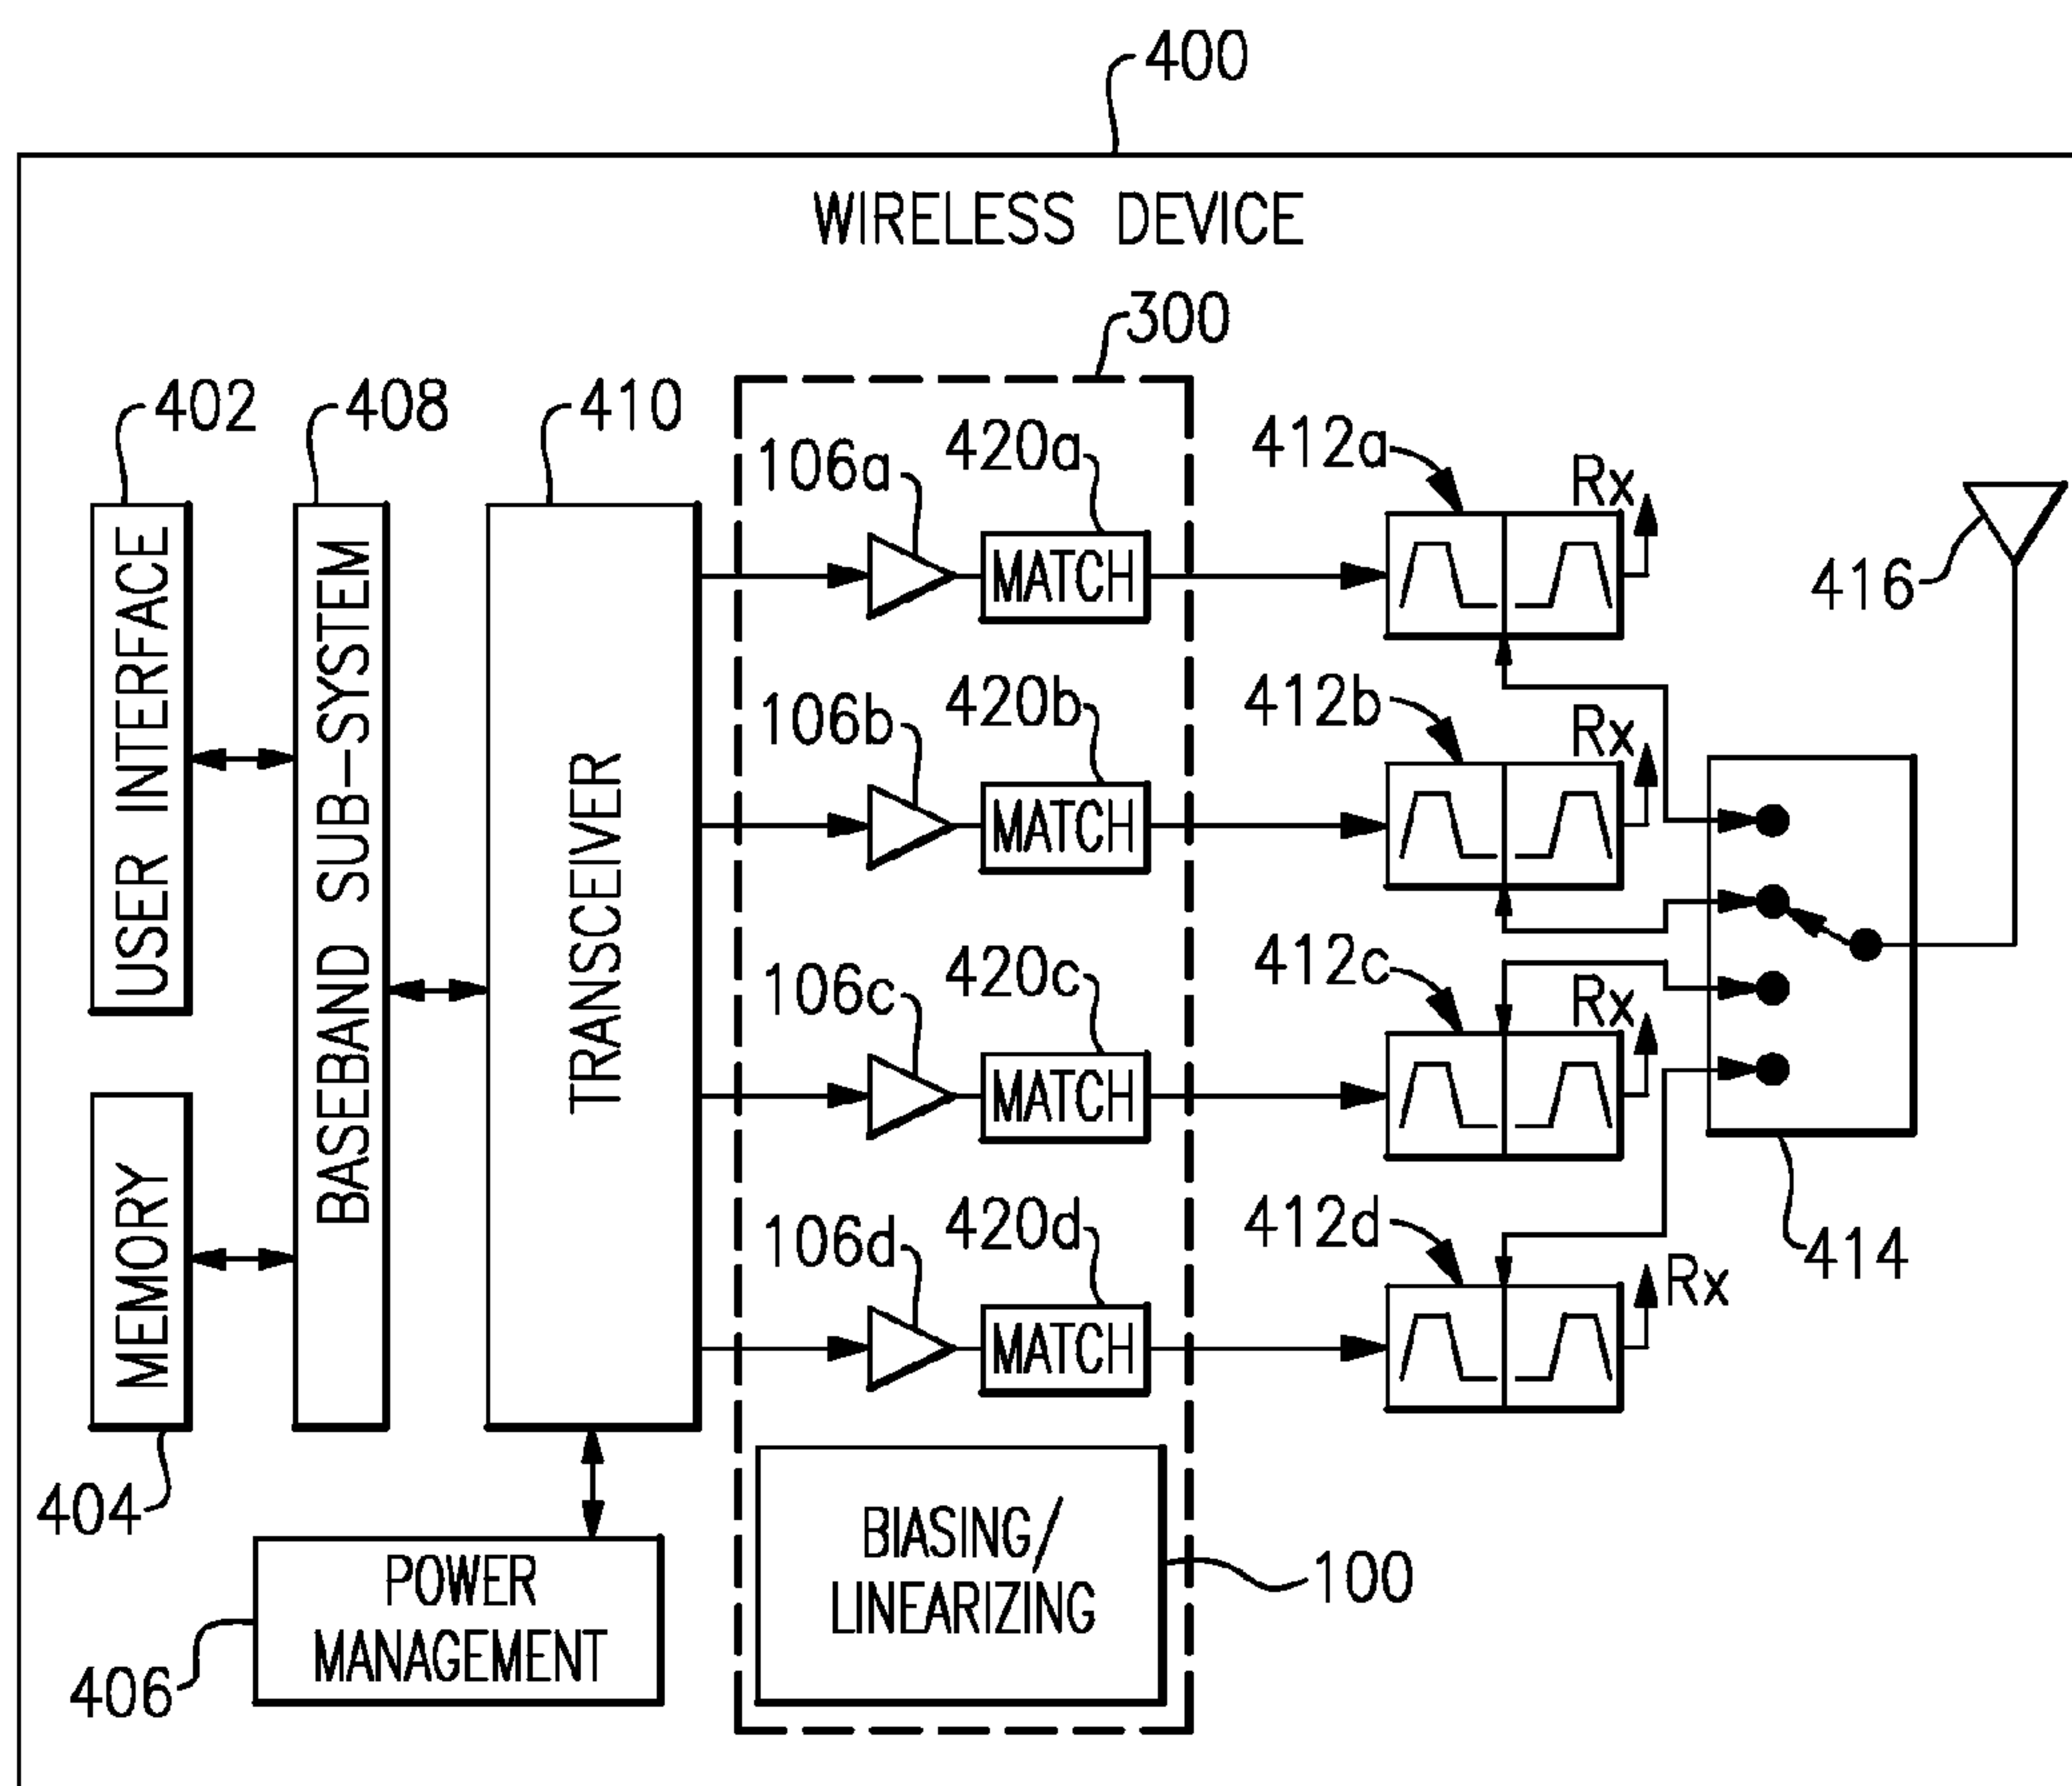 400
WIRELESS DEVICE
300
402
408
410
106a
420a
412a
Rx
416
USER INTERFACE
BASEBAND SUB-SYSTEM
TRANSCEIVER
MATCH
106b
420b
412b
Rx
MATCH
106c
420c
412c
Rx
MATCH
MEMORY
106d
420d
412d
Rx
414
MATCH
404
BIASING/
LINEARIZING
100
POWER
MANAGEMENT
406